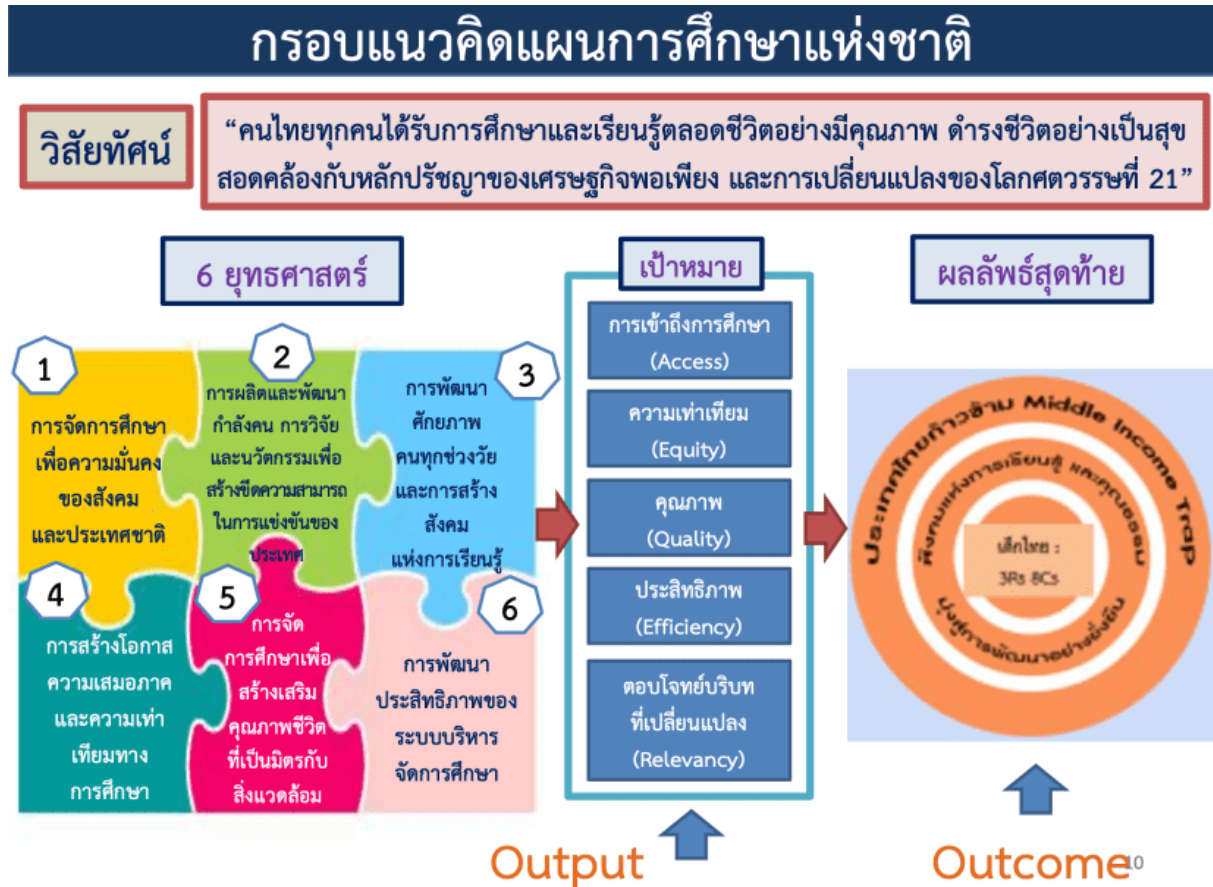 กรอบแนวคิดแผนการศึกษาแห่งชาติ
วิสัยทัศน์
“คนไทยทุกคนได้รับการศึกษาและเรียนรู้ตลอดชีวิตอย่างมีคุณภาพ ดำรงชีวิตอย่างเป็นสุข
สอดคล้องกับหลักปรัชญาของเศรษฐกิจพอเพียง และการเปลี่ยนแปลงของโลกศตวรรษที่ 21”
6 ยุทธศาสตร์
1
การจัดการศึกษา
เพื่อความมั่นคง
ของสังคม
และประเทศชาติ
2
การผลิตและพัฒนา
กำลังคน การวิจัย
และนวัตกรรมเพื่อ
สร้างขีดความสามารถ
ในการแข่งขันของ
ประเทศ
3
การพัฒนา
ศักยภาพ
คนทุกช่วงวัย
และการสร้าง
สังคม
แห่งการเรียนรู้
4
การสร้างโอกาส
ความเสมอภาค
และความเท่า
เทียมทาง
การศึกษา
5
การจัด
การศึกษาเพื่อ
สร้างเสริม
คุณภาพชีวิต
ที่เป็นมิตรกับ
สิ่งแวดล้อม
6
การพัฒนา
ประสิทธิภาพของ
ระบบบริหาร
จัดการศึกษา
เป้าหมาย
การเข้าถึงการศึกษา
(Access)
ความเท่าเทียม
(Equity)
คุณภาพ
(Quality)
ประสิทธิภาพ
(Efficiency)
ตอบโจทย์บริบท
ที่เปลี่ยนแปลง
(Relevancy)
Output
ผลลัพธ์สุดท้าย
ประเทศไทยก้าวข้าม Middle Income Trap
สังคมแห่งการเรียนรู้ และคุณธรรม
มุ่งสู่การพัฒนาอย่างยั่งยืน
เด็กไทย :
3Rs 8Cs
Outcome
10